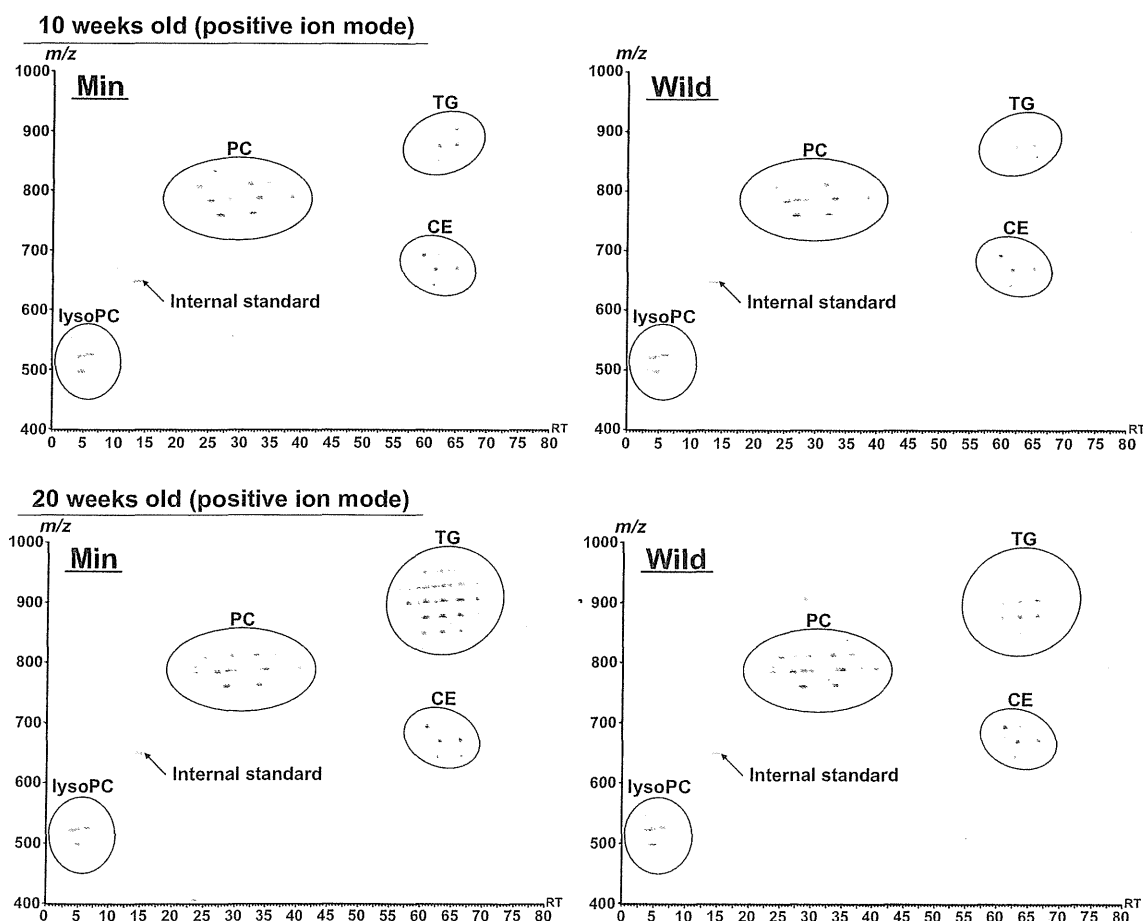 10 weeks old (positive ion mode)
m/z
Min
1000
900
800
700
600
500
400
TG
PC
CE
Internal standard
lysoPC
0 5 10 15 20 25 30 35 40 45 50 55 60 65 70 75 80 RT
m/z
Wild
1000
900
800
700
600
500
400
TG
PC
CE
Internal standard
lysoPC
0 5 10 15 20 25 30 35 40 45 50 55 60 65 70 75 80 RT
20 weeks old (positive ion mode)
m/z
Min
1000
900
800
700
600
500
400
TG
PC
CE
Internal standard
lysoPC
0 5 10 15 20 25 30 35 40 45 50 55 60 65 70 75 80 RT
m/z
Wild
1000
900
800
700
600
500
400
TG
PC
CE
Internal standard
lysoPC
0 5 10 15 20 25 30 35 40 45 50 55 60 65 70 75 80 RT